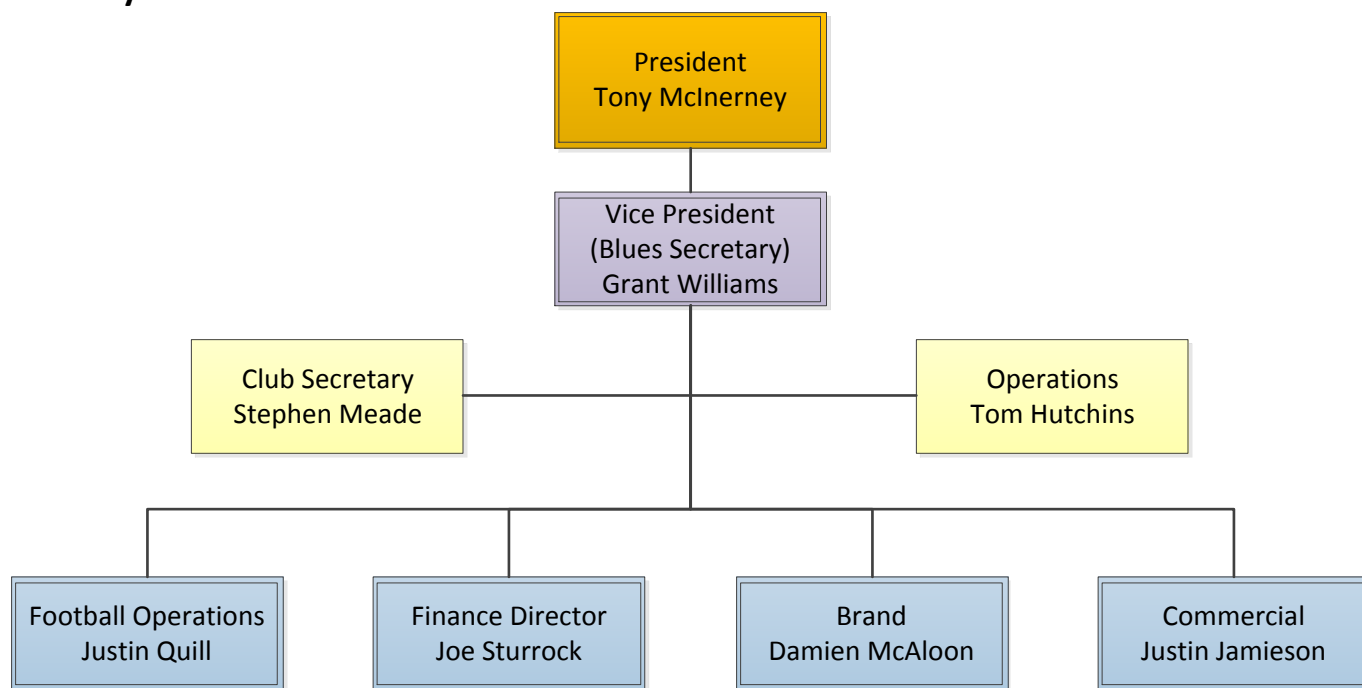 President
Tony McInerney
Vice President
(Blues Secretary)
Grant Williams
Club Secretary
Stephen Meade
Operations
Tom Hutchins
Football Operations
Justin Quill
Finance Director
Joe Sturrock
Brand
Damien McAloon
Commercial
Justin Jamieson